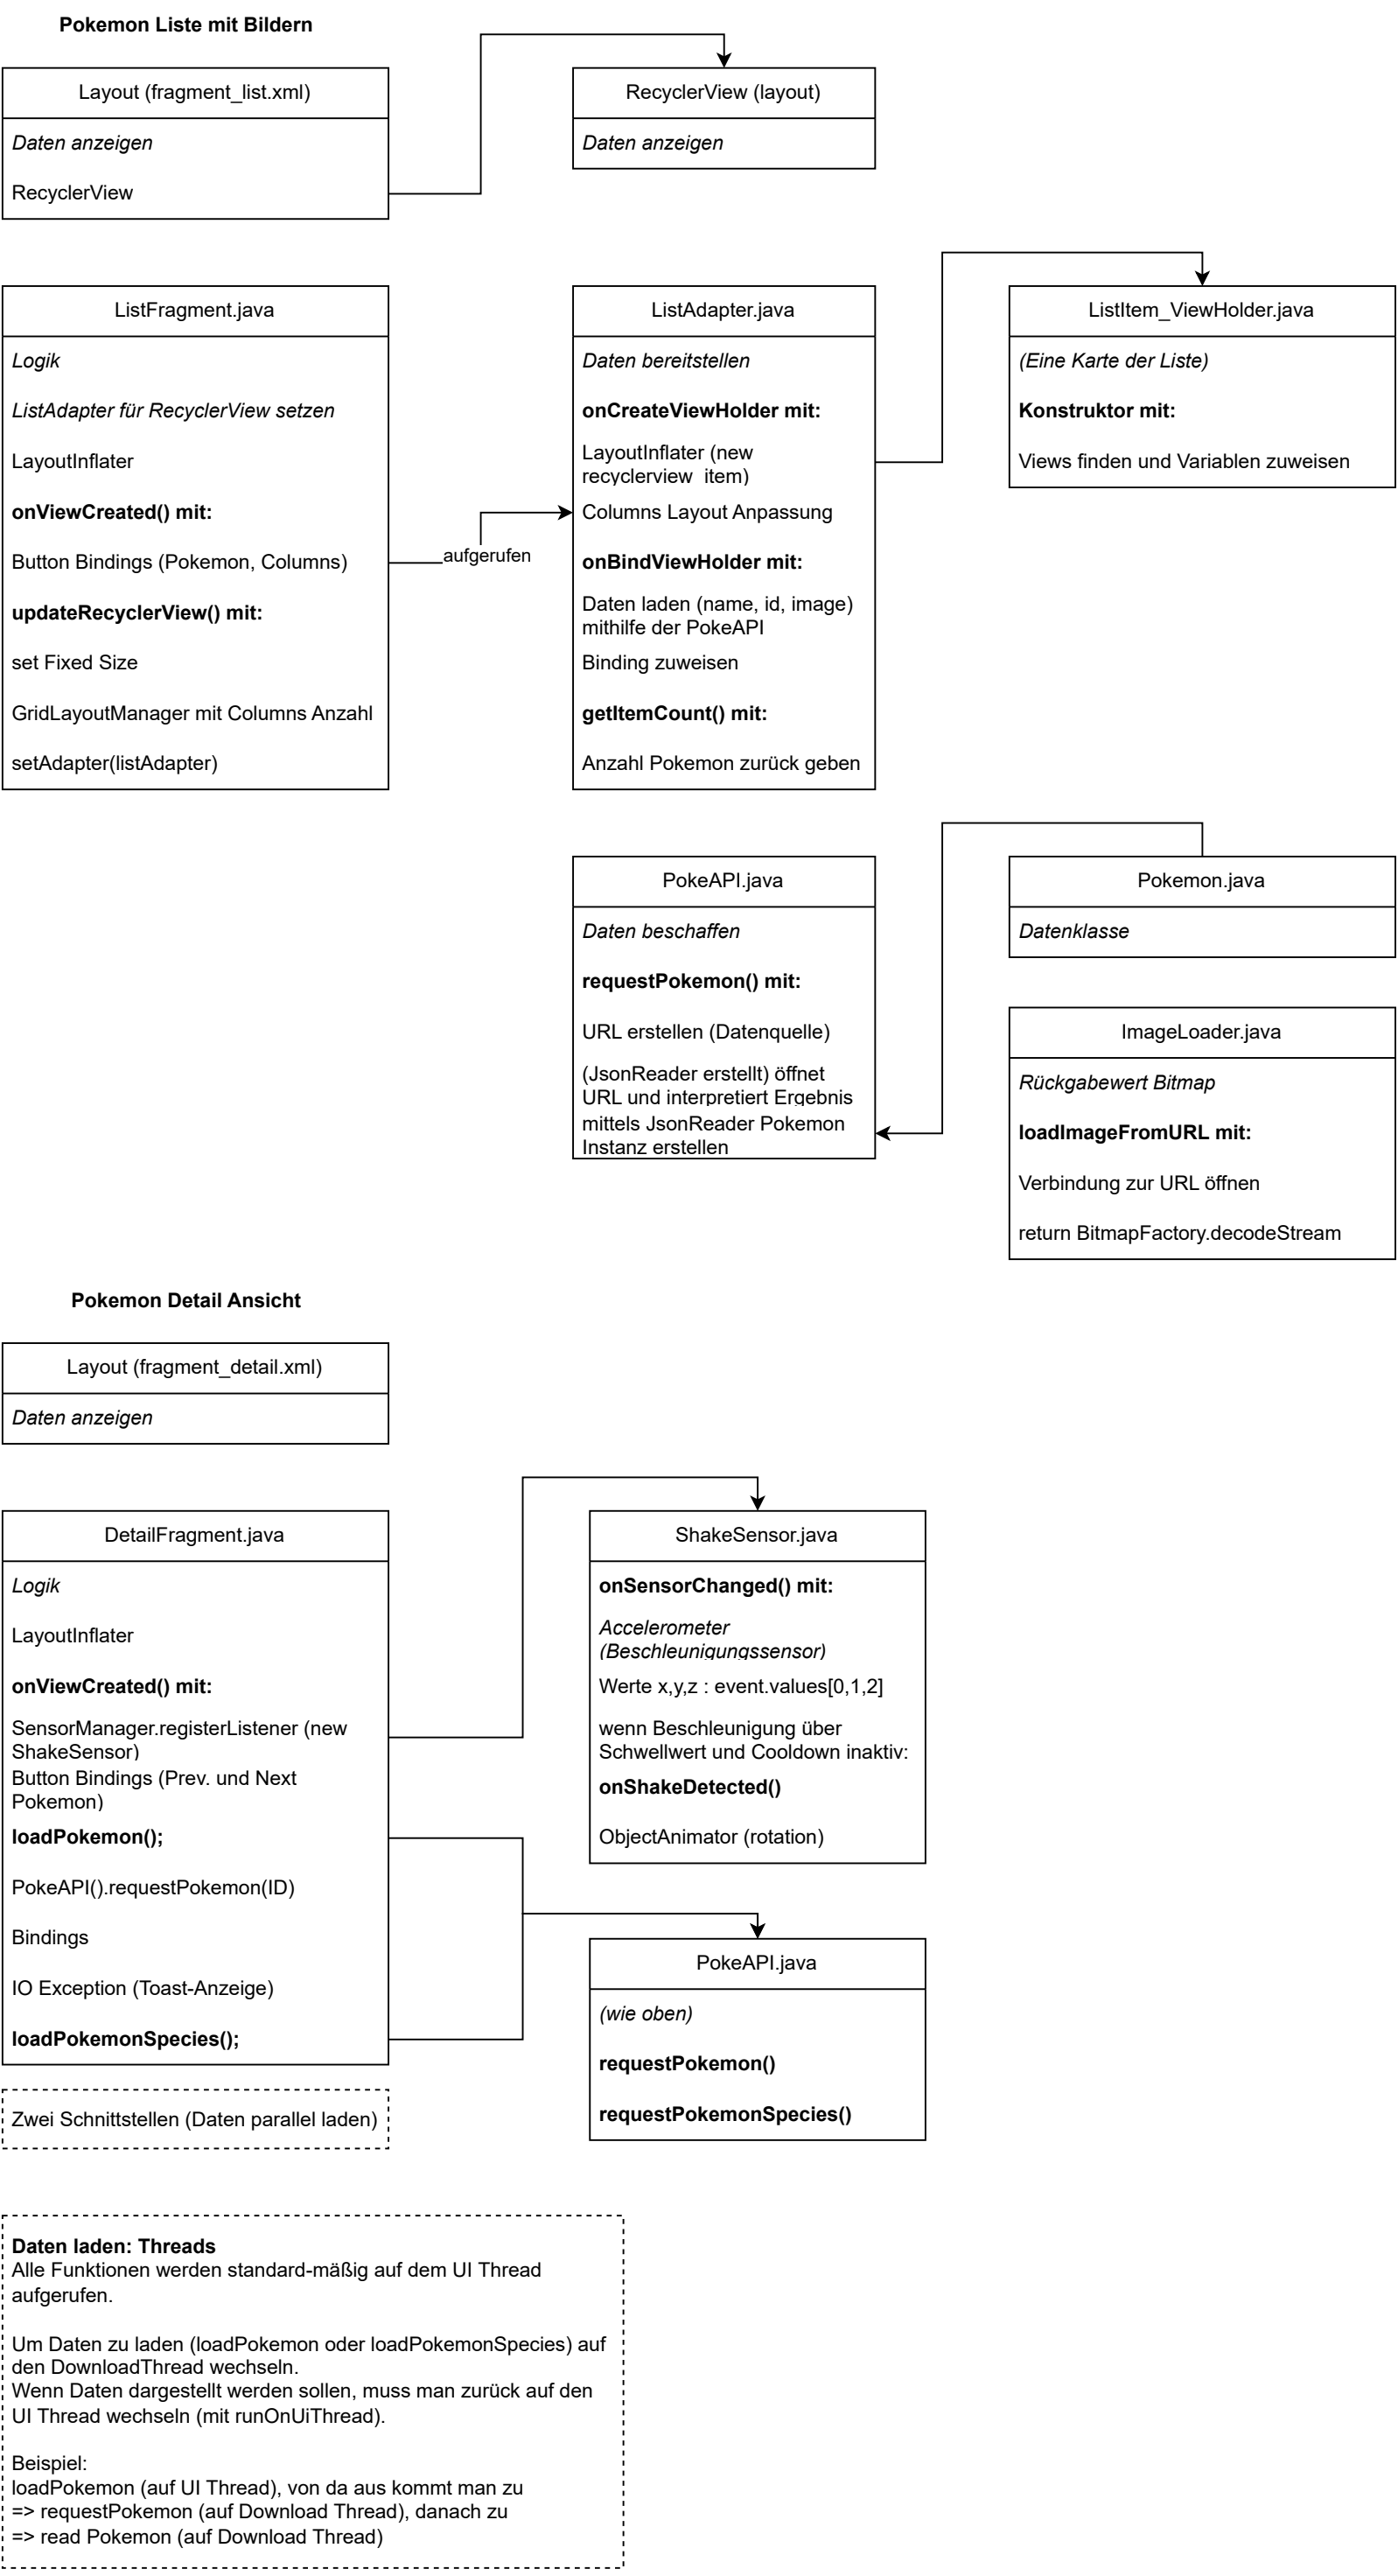 Pokemon Liste mit Bildern
Layout (fragment_list.xml)
Daten anzeigen
RecyclerView
RecyclerView (layout)
Daten anzeigen
ListFragment.java
Logik
ListAdapter für RecyclerView setzen
LayoutInflater
onViewCreated() mit:
Button Bindings (Pokemon, Columns)
updateRecyclerView() mit:
set Fixed Size
GridLayoutManager mit Columns Anzahl
setAdapter(listAdapter)
aufgerufen
ListAdapter.java
Daten bereitstellen
onCreateViewHolder mit:
LayoutInflater (new
recyclerview_item)
Columns Layout Anpassung
onBindViewHolder mit:
Daten laden (name, id, image)
mithilfe der PokeAPI
Binding zuweisen
getItemCount() mit:
Anzahl Pokemon zurück geben
ListItem_ViewHolder.java
(Eine Karte der Liste)
Konstruktor mit:
Views finden und Variablen zuweisen
PokeAPI.java
Daten beschaffen
requestPokemon() mit:
URL erstellen (Datenquelle)
(JsonReader erstellt) öffnet
URL und interpretiert Ergebnis
mittels JsonReader Pokemon
Instanz erstellen
Pokemon.java
Datenklasse
ImageLoader.java
Rückgabewert Bitmap
loadImageFromURL mit:
Verbindung zur URL öffnen
return BitmapFactory.decodeStream
Pokemon Detail Ansicht
Layout (fragment_detail.xml)
Daten anzeigen
DetailFragment.java
Logik
LayoutInflater
onViewCreated() mit:
SensorManager.registerListener (new
ShakeSensor)
Button Bindings (Prev. und Next
Pokemon)
loadPokemon();
PokeAPI().requestPokemon(ID)
Bindings
IO Exception (Toast-Anzeige)
loadPokemonSpecies();
ShakeSensor.java
onSensorChanged() mit:
Accelerometer
(Beschleunigungssensor)
Werte x,y,z : event.values[0,1,2]
wenn Beschleunigung über
Schwellwert und Cooldown inaktiv:
onShakeDetected()
ObjectAnimator (rotation)
PokeAPI.java
(wie oben)
requestPokemon()
requestPokemonSpecies()
Zwei Schnittstellen (Daten parallel laden)
Daten laden: Threads
Alle Funktionen werden standard-mäßig auf dem UI Thread
aufgerufen.
Um Daten zu laden (loadPokemon oder loadPokemonSpecies) auf
den DownloadThread wechseln.
Wenn Daten dargestellt werden sollen, muss man zurück auf den
UI Thread wechseln (mit runOnUiThread).
Beispiel:
loadPokemon (auf UI Thread), von da aus kommt man zu
=> requestPokemon (auf Download Thread), danach zu
=> read Pokemon (auf Download Thread)